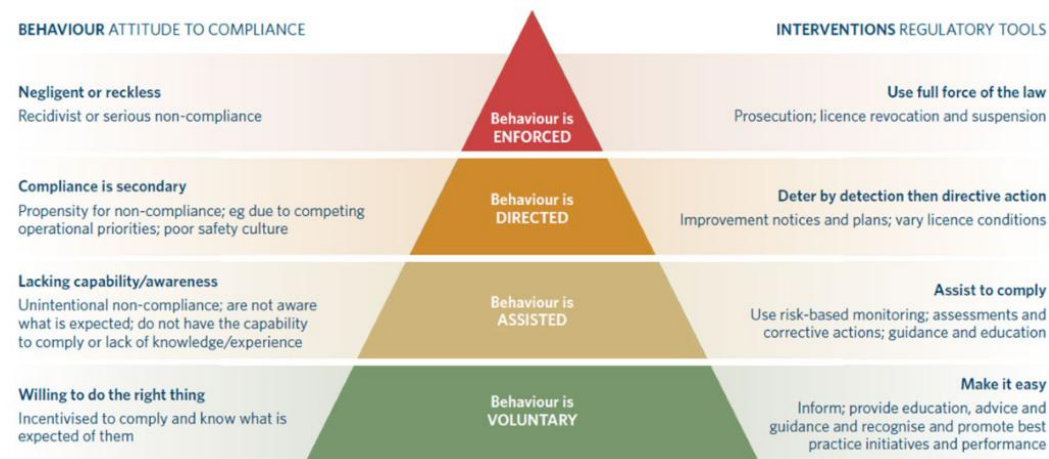 BEHAVIOUR ATTITUDE TO COMPLIANCE
INTERVENTIONS REGULATORY TOOLS
Negligent or reckless
Recidivist or serious non-compliance
Behaviour is
ENFORCED
Use full force of the law
Prosecution; licence revocation and suspension
Compliance is secondary
Propensity for non-compliance; eg due to competing
operational priorities; poor safety culture
Behaviour is
DIRECTED
Deter by detection then directive action
Improvement notices and plans; vary licence conditions
Lacking capability/awareness
Unintentional non-compliance; are not aware
what is expected; do not have the capability
to comply or lack of knowledge/experience
Behaviour is
ASSISTED
Assist to comply
Use risk-based monitoring; assessments and
corrective actions; guidance and education
Willing to do the right thing
Incentivised to comply and know what is
expected of them
Behaviour is
VOLUNTARY
Make it easy
Inform; provide education, advice and
guidance and recognise and promote best
practice initiatives and performance